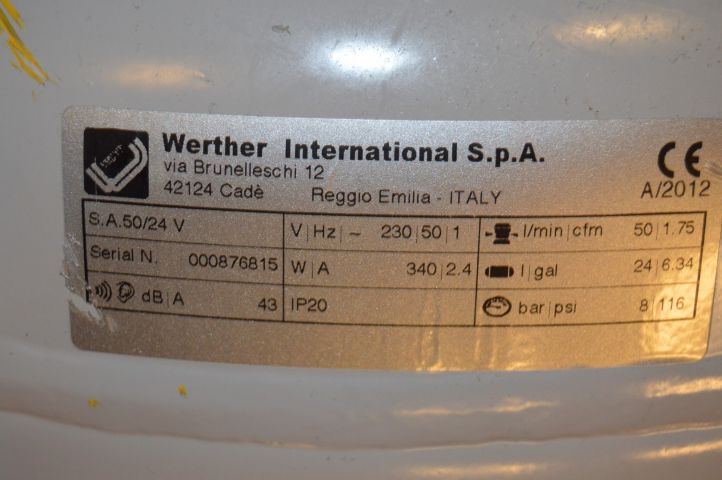 Werther International S.p.A.
via Brunelleschi 12
42124 Cadè Reggio Emilia - ITALY
CE
A/2012
S.A.50/24 V
V|Hz|~ 230|50|1
l/min|cfm 50|1.75
Serial N. 000876815
W|A 340|2.4
l|gal 24|6.34
dB|A 43
IP20
bar|psi 8|116